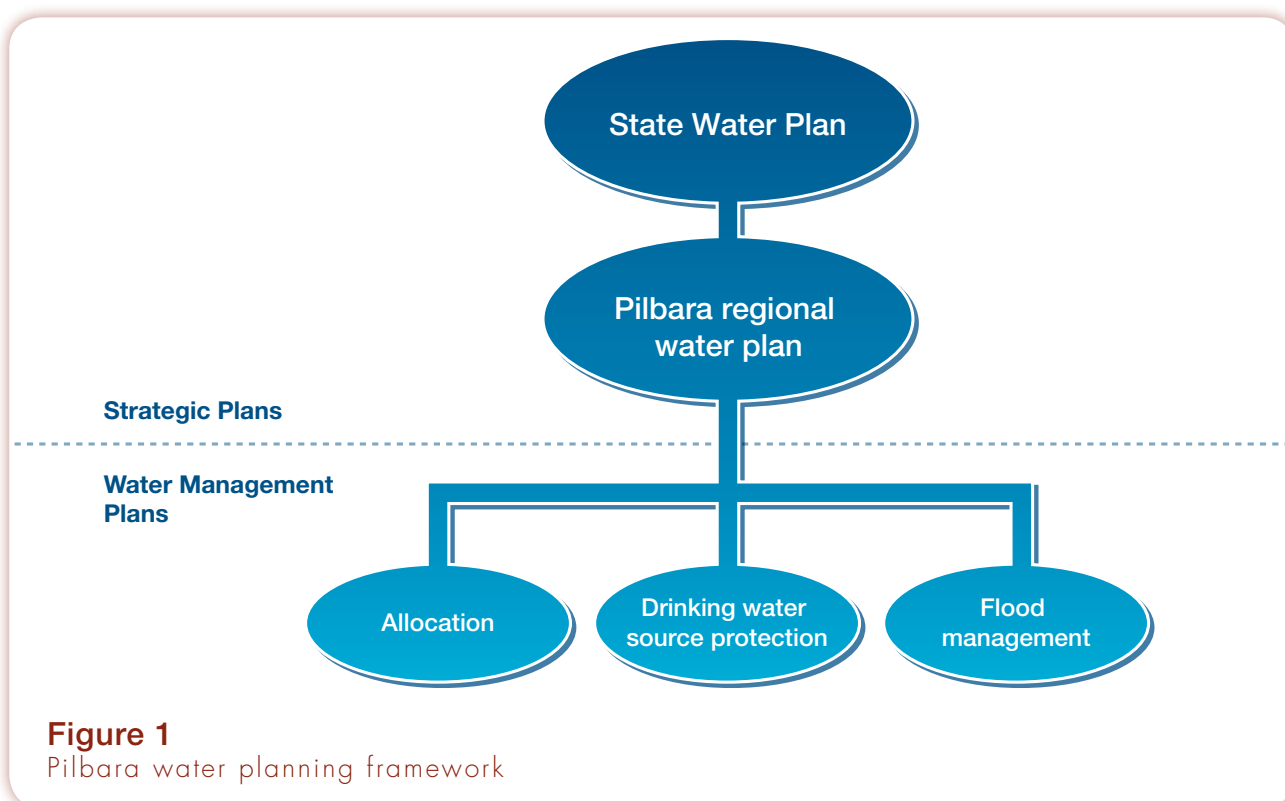 State Water Plan
Pilbara regional
water plan
Strategic Plans
Water Management
Plans
Allocation
Drinking water
source protection
Flood
management
Figure 1
Pilbara water planning framework